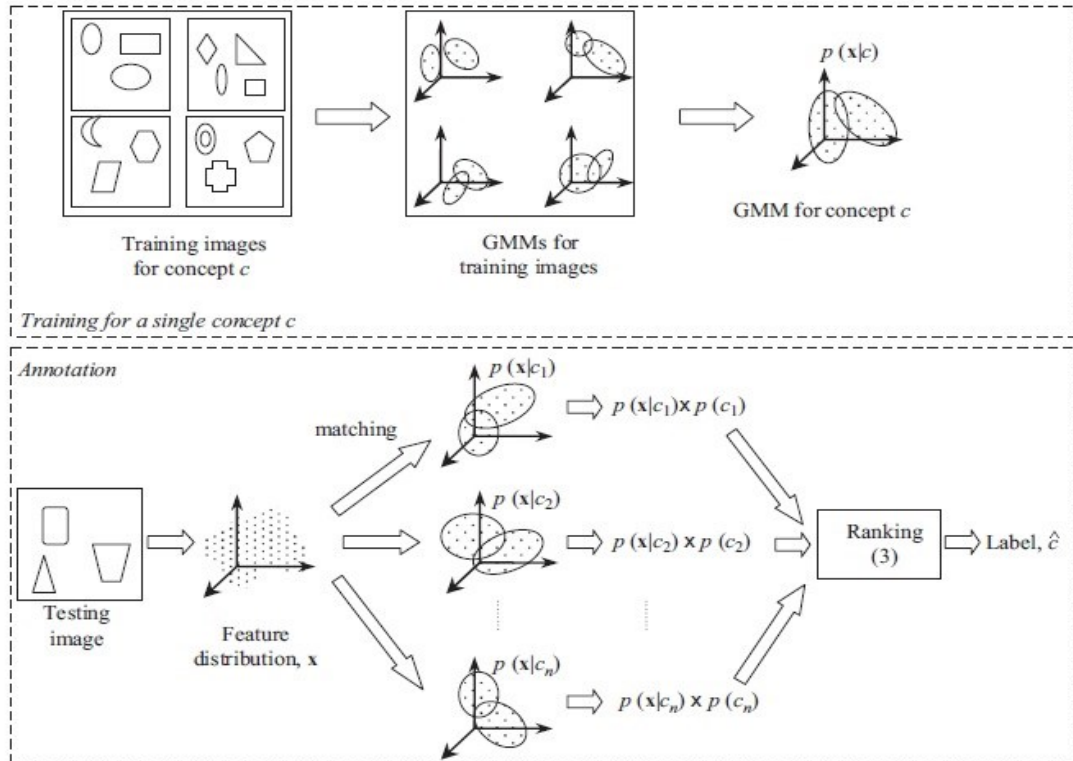 p (x|c)
GMM for concept c
Training images
for concept c
GMMs for
training images
Training for a single concept c
Annotation
matching
p (x|c₁)
p (x|c₁) x p (c₁)
p (x|c₂)
p (x|c₂) x p (c₂)
Ranking
(3)
Label, ĉ
Testing
image
Feature
distribution, x
p (x|cₙ)
p (x|cₙ) x p (cₙ)